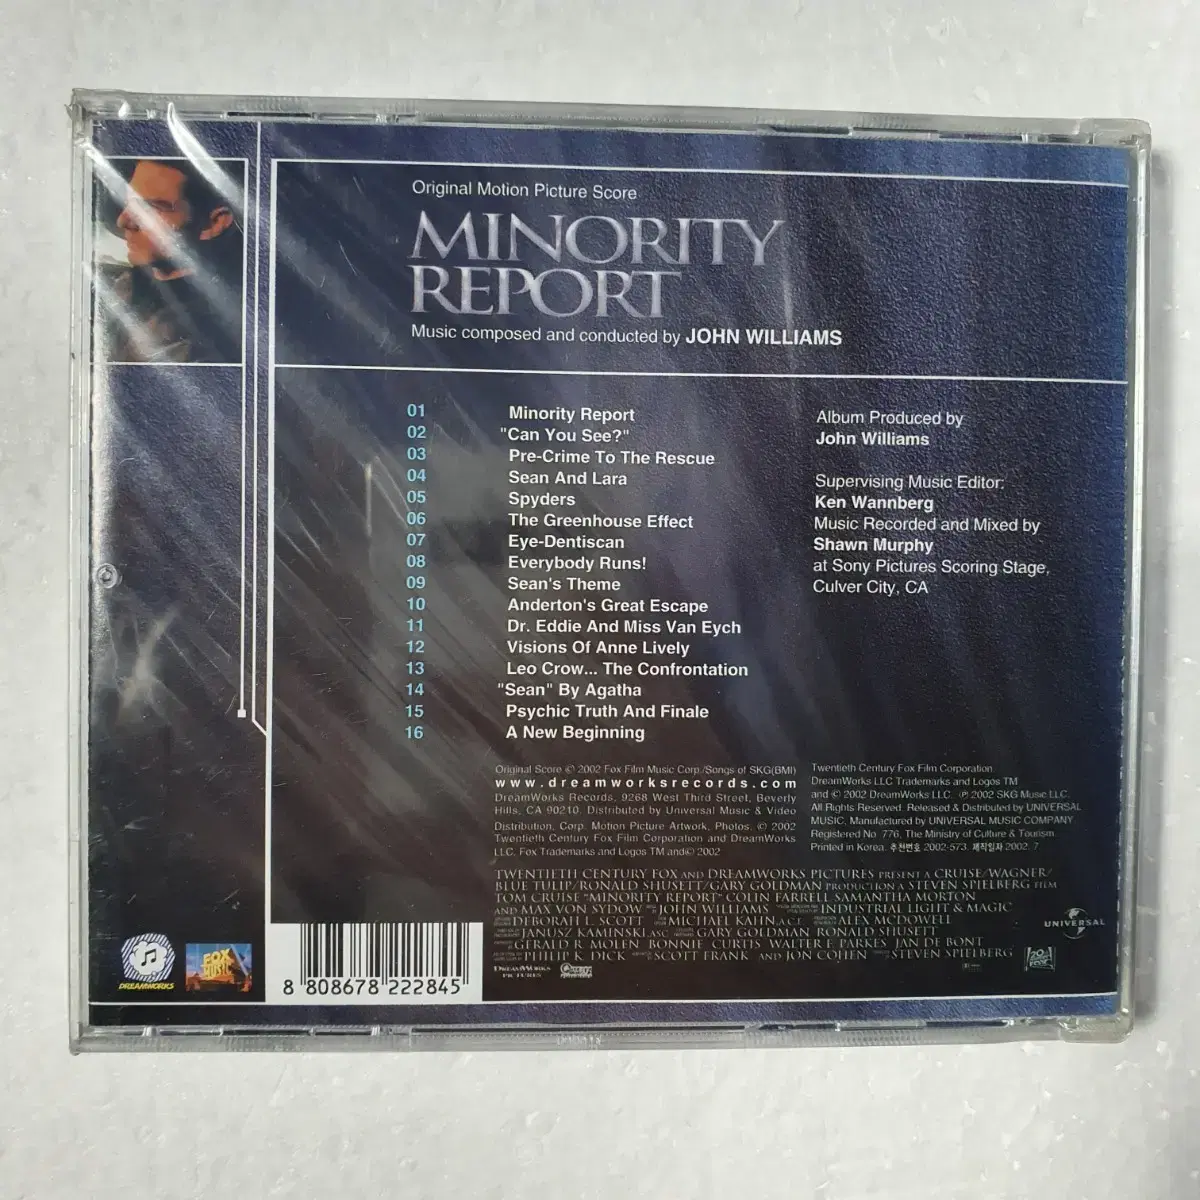 Original Motion Picture Score
MINORITY
REPORT
Music composed and conducted by JOHN WILLIAMS
01 Minority Report
02 "Can You See?"
03 Pre-Crime To The Rescue
04 Sean And Lara
05 Spyders
06 The Greenhouse Effect
07 Eye-Dentiscan
08 Everybody Runs!
09 Sean's Theme
10 Anderton's Great Escape
11 Dr. Eddie And Miss Van Eych
12 Visions Of Anne Lively
13 Leo Crow... The Confrontation
14 "Sean" By Agatha
15 Psychic Truth And Finale
16 A New Beginning
Album Produced by
John Williams
Supervising Music Editor:
Ken Wannberg
Music Recorded and Mixed by
Shawn Murphy
at Sony Pictures Scoring Stage,
Culver City, CA
Original Score © 2002 Fox Film Music Corp./Songs of SKG(BMI)
www.dreamworksrecords.com
DreamWorks Records, 9268 West Third Street, Beverly
Hills, CA 90210. Distributed by Universal Music & Video
Distribution, Corp. Motion Picture Artwork, Photos, © 2002
Twentieth Century Fox Film Corporation and DreamWorks
LLC. Fox Trademarks and Logos TM and© 2002
Twentieth Century Fox Film Corporation.
DreamWorks LLC Trademarks and Logos TM
and © 2002 DreamWorks LLC. ℗ 2002 SKG Music LLC.
All Rights Reserved. Released & Distributed by UNIVERSAL
MUSIC, Manufactured by UNIVERSAL MUSIC COMPANY
Registered No. 776, The Ministry of Culture & Tourism
Printed in Korea. 추천번호 2002-573. 제작일자 2002. 7.
TWENTIETH CENTURY FOX AND DREAMWORKS PICTURES PRESENT A CRUISE/WAGNER/
BLUE TULIP/RONALD SHUSETT/GARY GOLDMAN PRODUCTION A STEVEN SPIELBERG FILM
TOM CRUISE "MINORITY REPORT" COLIN FARRELL SAMANTHA MORTON
AND MAX VON SYDOW JOHN WILLIAMS INDUSTRIAL LIGHT & MAGIC
DEBORAH L. SCOTT MICHAEL KAHN, A.C.E. ALEX MCDOWELL
JANUSZ KAMINSKI, ASC GARY GOLDMAN RONALD SHUSETT
GERALD R. MOLEN BONNIE CURTIS WALTER F. PARKES JAN DE BONT
PHILIP K. DICK SCOTT FRANK AND JON COHEN STEVEN SPIELBERG
DREAMWORKS
PICTURES
UNIVERSAL
DREAMWORKS
FOX
MUSIC
8 808678 222845